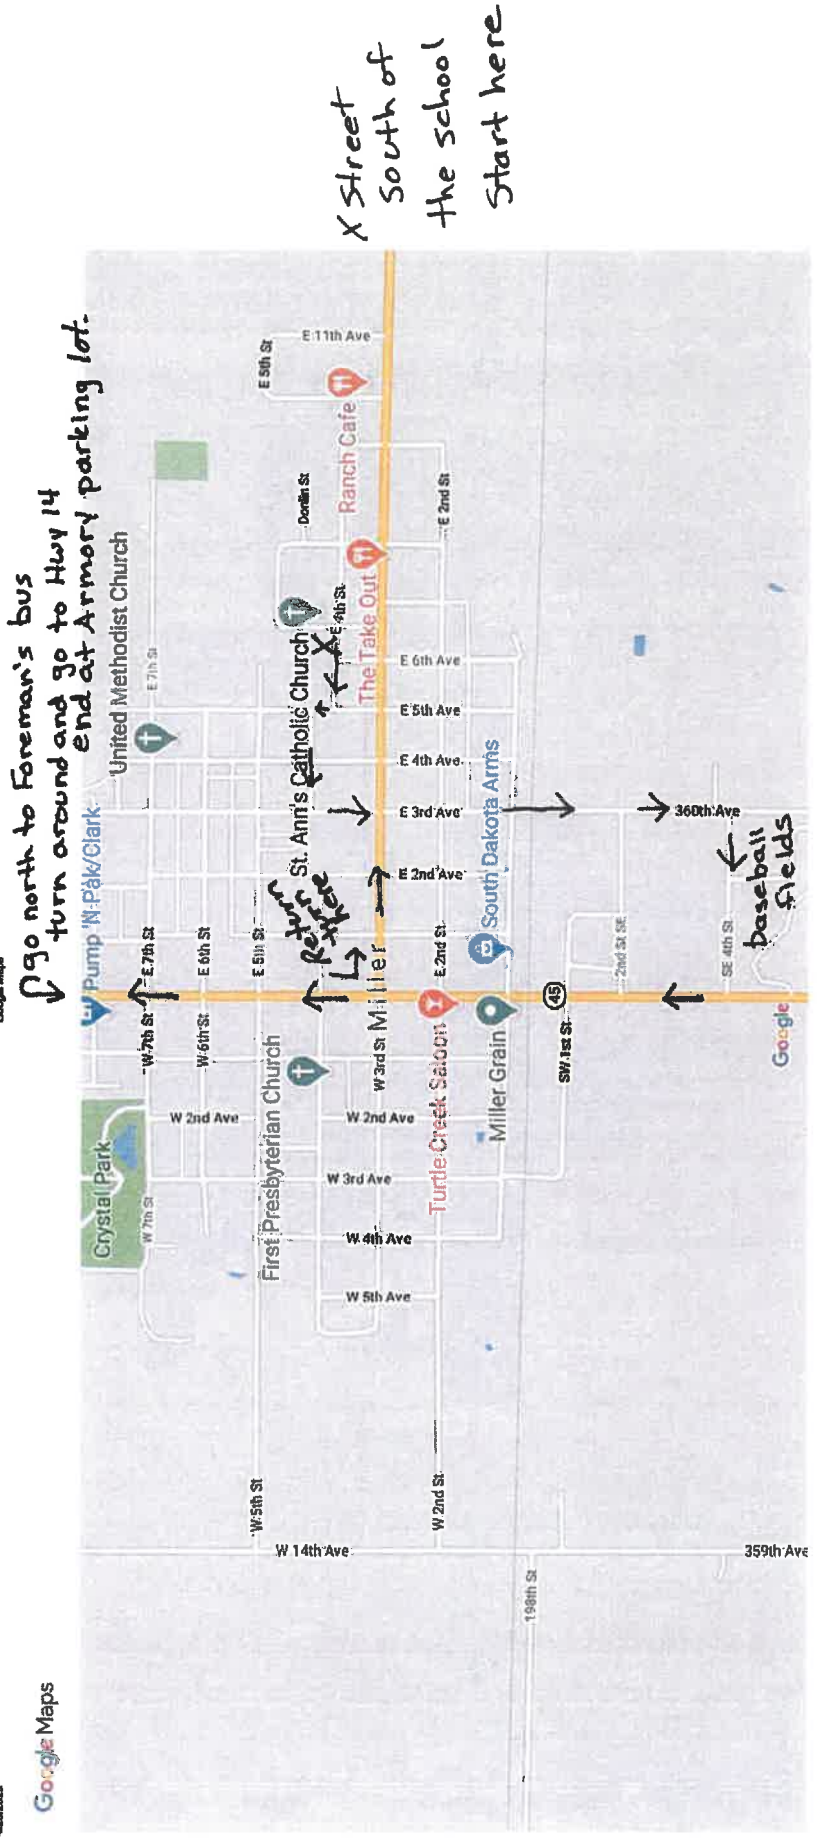 Google Maps
go north to Foreman's bus
turn around and go to Hwy 14
end at Armory parking lot.
X Street
South of
the school
Start here
Pump 'N Pak/Clark
United Methodist Church
Crystal Park
W 7th St
W 7th St
E 7th St
E 7th St
W 6th St
E 6th St
W 2nd Ave
W 5th St
E 5th St
E 5th St
First Presbyterian Church
Return
here
St. Ann's Catholic Church
Donlin St
E 4th St
X
Ranch Cafe
E 11th Ave
The Take Out
W 14th Ave
W 5th Ave
W 4th Ave
W 3rd Ave
W 2nd Ave
W 3rd St
Miller
E 2nd Ave
E 3rd Ave
E 4th Ave
E 5th Ave
E 6th Ave
W 2nd St
Turtle Creek Saloon
E 2nd St
E 2nd St
Miller Grain
South Dakota Arms
198th St
SW 1st St
45
2nd St SE
360th Ave
SE 4th St
baseball
fields
359th Ave
Google